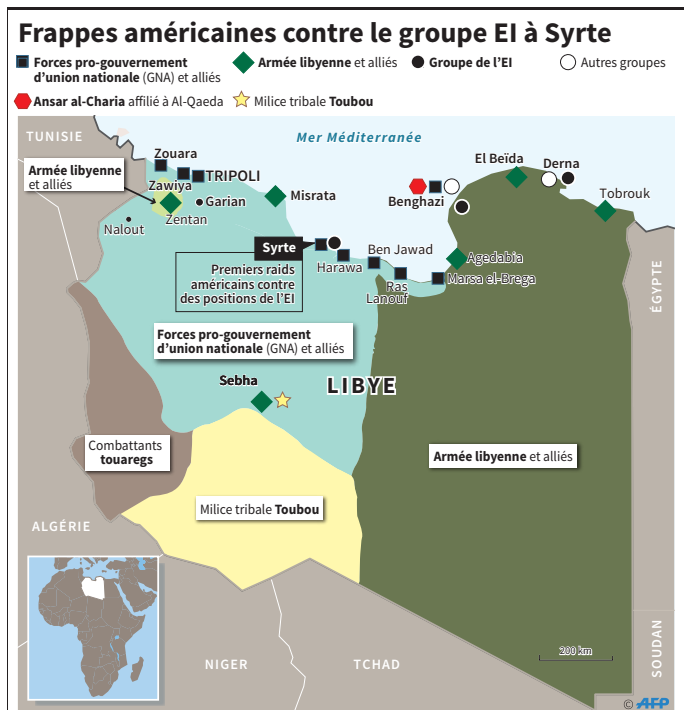 Frappes américaines contre le groupe EI à Syrte
Forces pro-gouvernement
d'union nationale (GNA) et alliés
Armée libyenne et alliés
Groupe de l'EI
Autres groupes
Ansar al-Charia affilié à Al-Qaeda
Milice tribale Toubou
TUNISIE
Mer Méditerranée
Zouara
TRIPOLI
Armée libyenne
et alliés
Zawiya
Garian
Misrata
Zentan
Nalout
El Beïda
Derna
Tobrouk
Benghazi
Syrte
Harawa
Ben Jawad
Agedabia
Premiers raids
américains contre
des positions de l'EI
Ras
Lanouf
Marsa el-Brega
ÉGYPTE
Forces pro-gouvernement
d'union nationale (GNA) et alliés
Sebha
LIBYE
Combattants
touaregs
Armée libyenne et alliés
Milice tribale Toubou
ALGÉRIE
NIGER
TCHAD
SOUDAN
200 km
© AFP